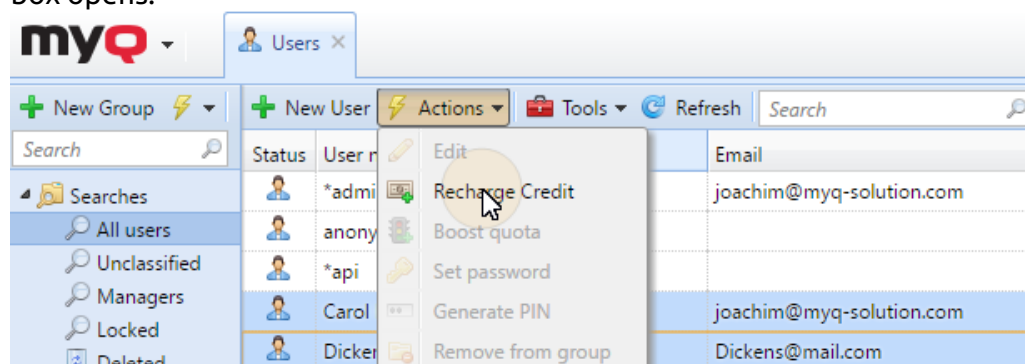 box opens.
myQ
Users
New Group
New User Actions Tools Refresh Search
Search
Status User n Email
Edit
Searches
*admi joachim@myq-solution.com
Recharge Credit
All users
anony
Boost quota
Unclassified
*api
Set password
Managers
Carol joachim@myq-solution.com
Generate PIN
Locked
Dicken Dickens@mail.com
Remove from group
Deleted